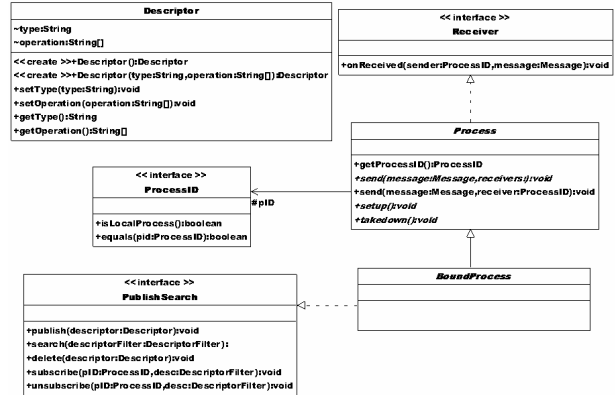 Descriptor
~type:String
~operation:String[]
<< create >>+Descriptor():Descriptor
<< create >>+Descriptor(type:String,operation:String[]):Descriptor
+setType(type:String):void
+setOperation(operation:String[]):void
+getType():String
+getOperation():String[]
<< interface >>
Receiver
+onReceived(sender:ProcessID,message:Message):void
Process
+getProcessID():ProcessID
+send(message:Message,receivers:):void
+send(message:Message,receiver:ProcessID):void
+setup():void
+takedown():void
<< interface >>
ProcessID
+isLocalProcess():boolean
+equals(pid:ProcessID):boolean
#pID
BoundProcess
<< interface >>
PublishSearch
+publish(descriptor:Descriptor):void
+search(descriptorFilter:DescriptorFilter):
+delete(descriptor:Descriptor):void
+subscribe(pID:ProcessID,desc:DescriptorFilter):void
+unsubscribe(pID:ProcessID,desc:DescriptorFilter):void